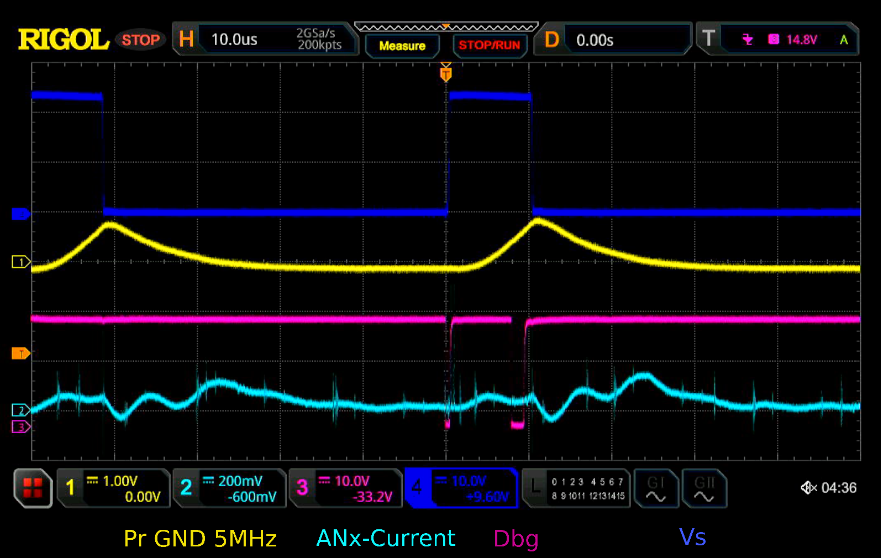 RIGOL STOP H 10.0us 2GSa/s 200kpts Measure STOP/RUN D 0.00s T 14.8V A
T
1
T
2
3
1 1.00V 0.00V 2 200mV -600mV 3 10.0V -33.2V 4 10.0V +9.60V L 0 1 2 3 4 5 6 7 8 9 10 11 12 13 14 15 GI GII 04:36
Pr GND 5MHz ANx-Current Dbg Vs